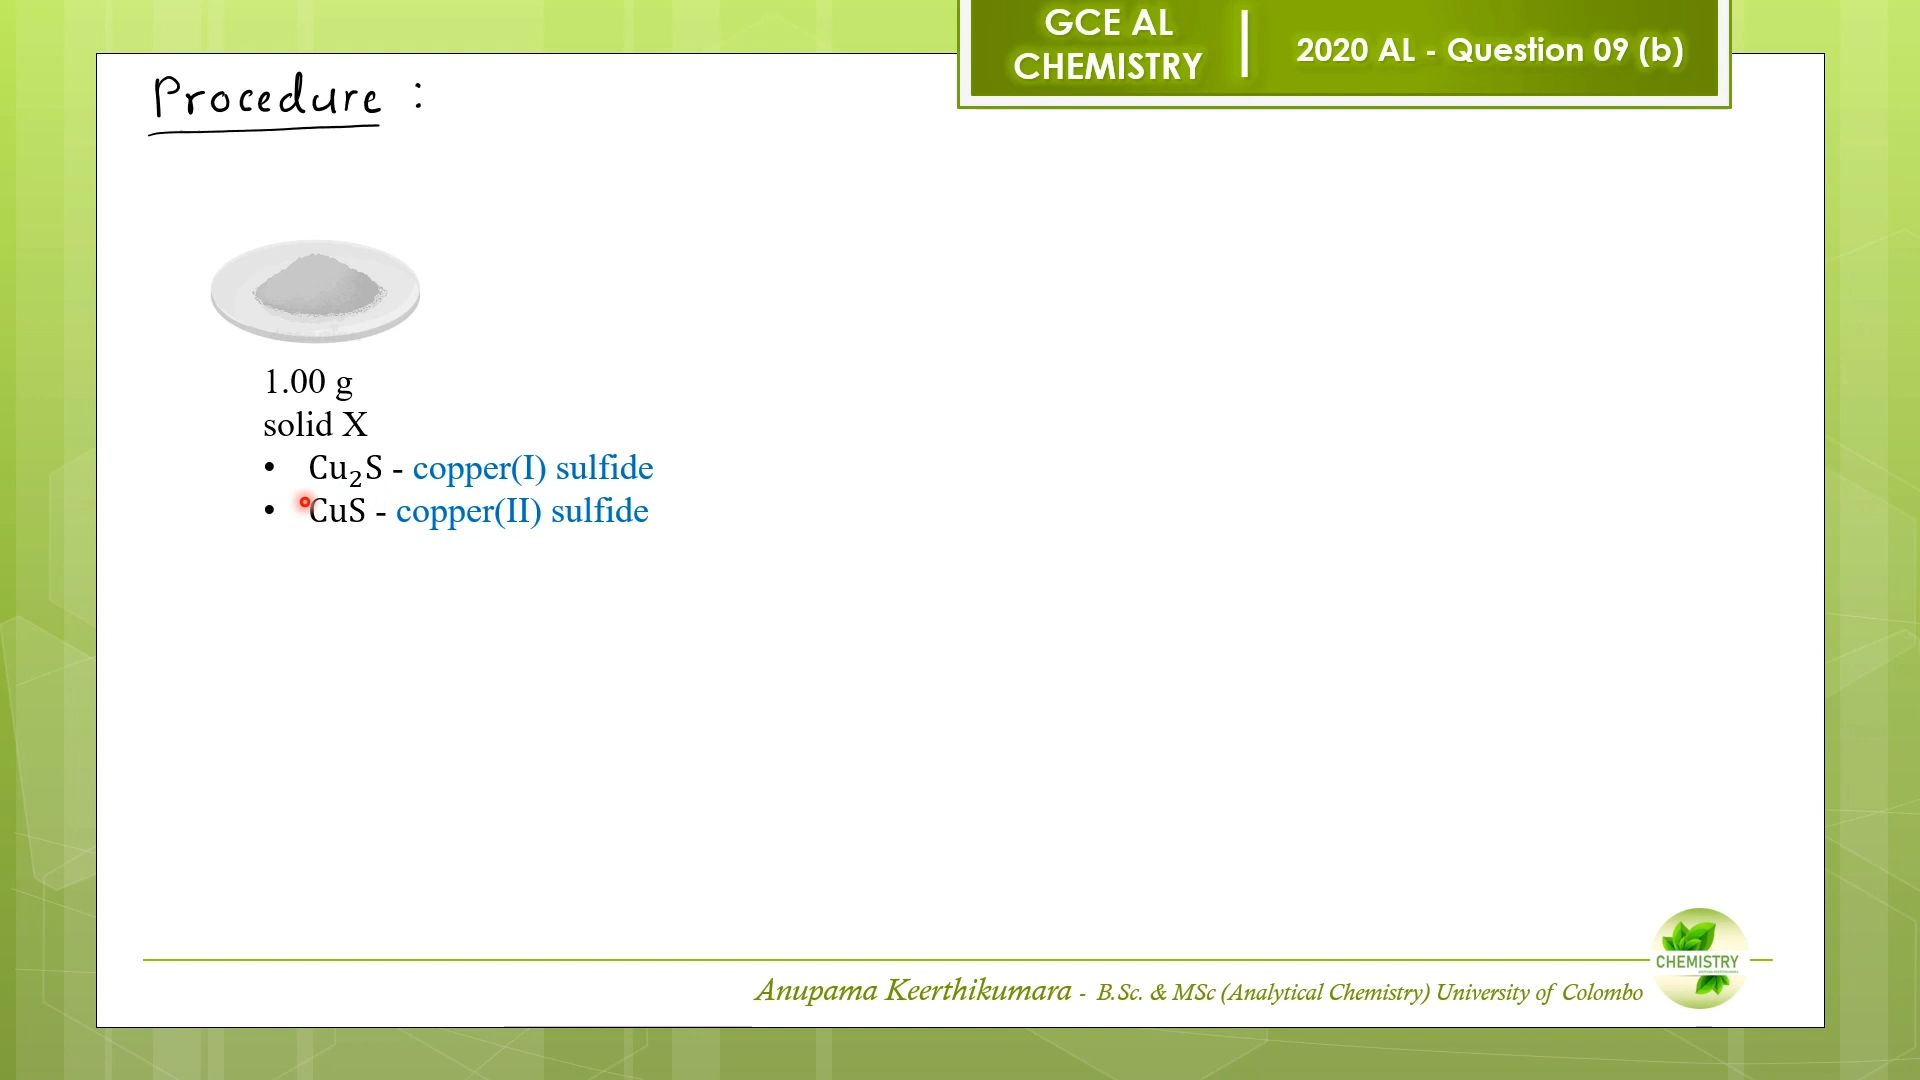 GCE AL
CHEMISTRY
2020 AL - Question 09 (b)
Procedure :
1.00 g
solid X
• Cu₂S - copper(I) sulfide
• CuS - copper(II) sulfide
CHEMISTRY
Anupama Keerthikumara - B.Sc. & MSc (Analytical Chemistry) University of Colombo